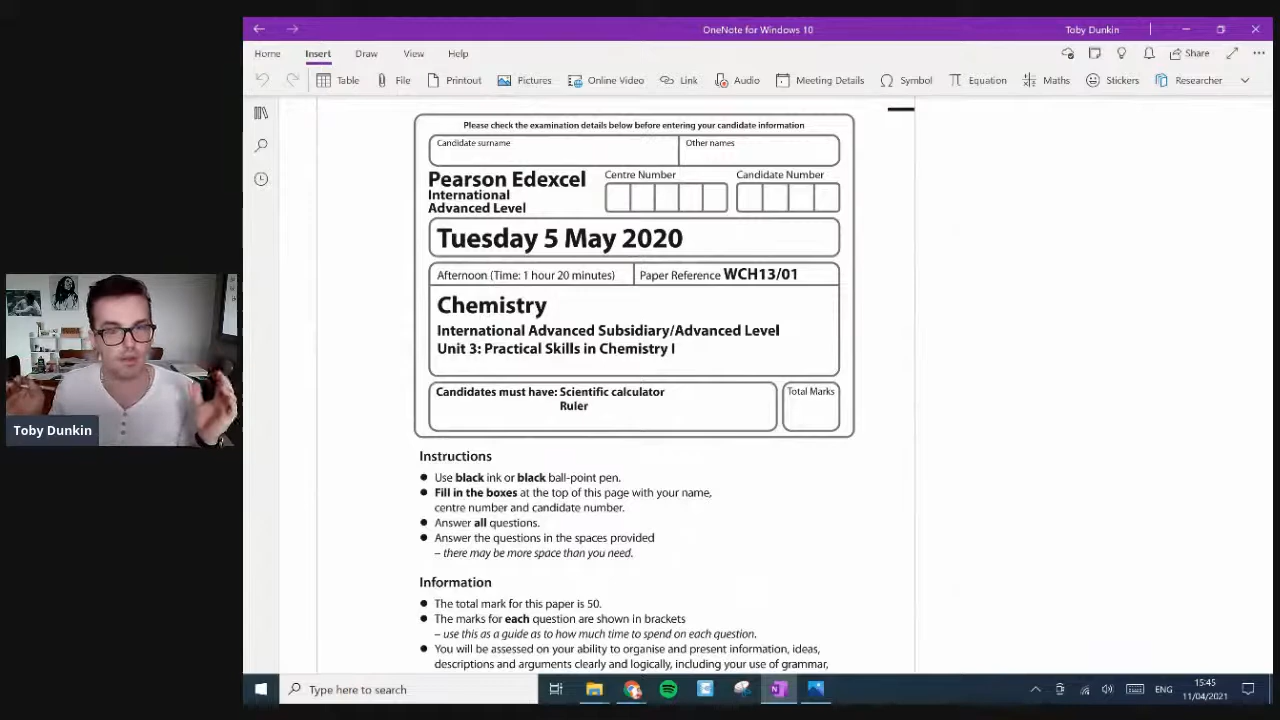 OneNote for Windows 10
Toby Dunkin
Home Insert Draw View Help
Share
Table File Printout Pictures Online Video Link Audio Meeting Details Symbol Equation Maths Stickers Researcher
Please check the examination details below before entering your candidate information
Candidate surname
Other names
Pearson Edexcel
International
Advanced Level
Centre Number
Candidate Number
Tuesday 5 May 2020
Afternoon (Time: 1 hour 20 minutes)
Paper Reference WCH13/01
Chemistry
International Advanced Subsidiary/Advanced Level
Unit 3: Practical Skills in Chemistry I
Candidates must have: Scientific calculator
Ruler
Total Marks
Instructions
● Use black ink or black ball-point pen.
● Fill in the boxes at the top of this page with your name,
centre number and candidate number.
● Answer all questions.
● Answer the questions in the spaces provided
– there may be more space than you need.
Information
● The total mark for this paper is 50.
● The marks for each question are shown in brackets
– use this as a guide as to how much time to spend on each question.
● You will be assessed on your ability to organise and present information, ideas,
descriptions and arguments clearly and logically, including your use of grammar,
Toby Dunkin
Type here to search
ENG
15:45
11/04/2021